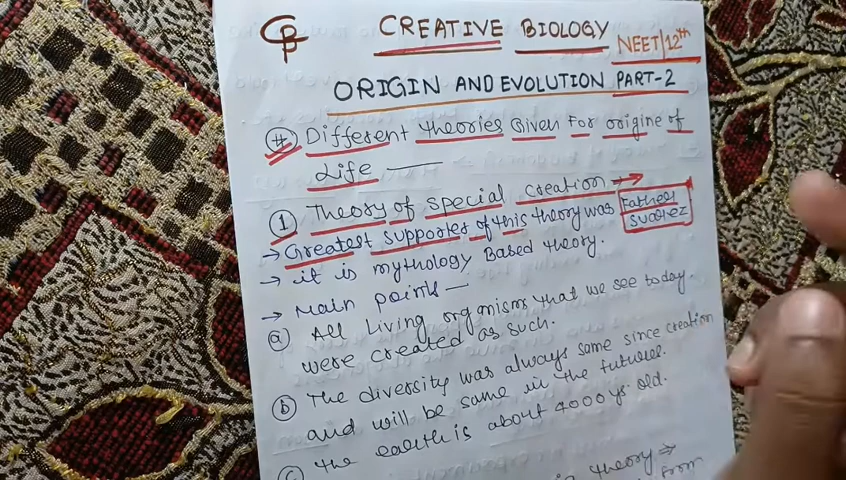 CB
CREATIVE BIOLOGY
NEET/12th
ORIGIN AND EVOLUTION PART-2
# Different theories Given For origine of
Life
① Theory of special creation →
→ Greatest supporter of this theory was Father
Suarez
→ it is mythology Based theory.
→ Main points —
ⓐ All Living organisms that we see today
were created as such.
ⓑ The diversity was always same since creation
and will be same in the future.
ⓒ The earth is about 4000 ys old.
theory ⇒
From